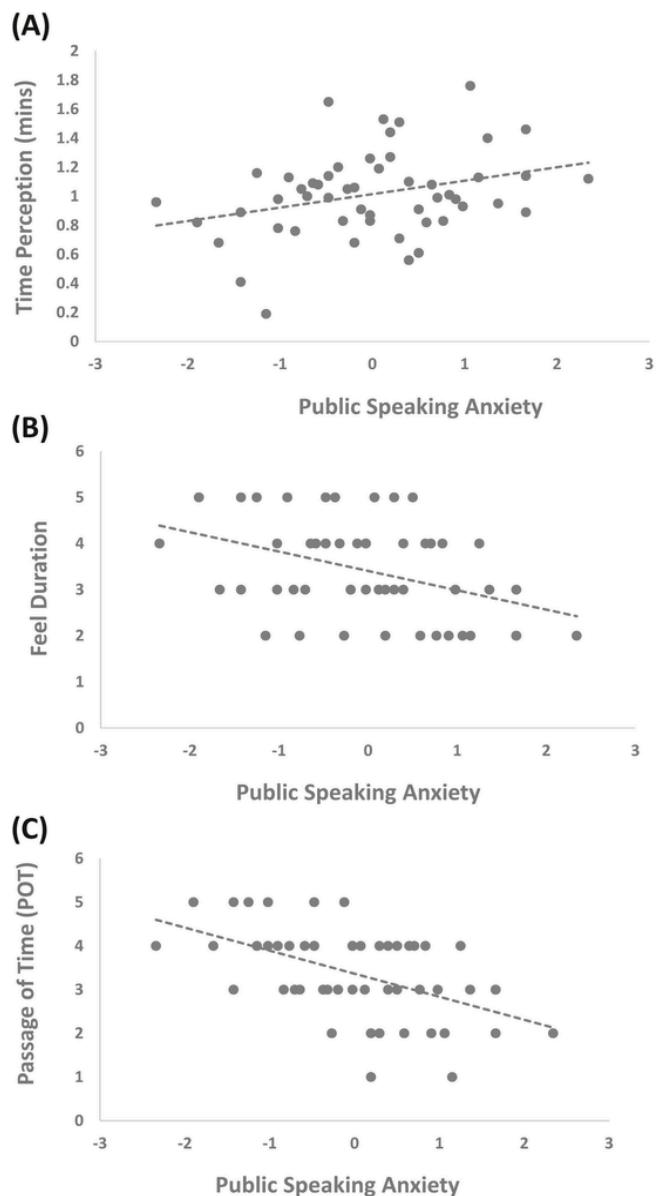 (A)
Time Perception (mins)
2
1.8
1.6
1.4
1.2
1
0.8
0.6
0.4
0.2
0
-3 -2 -1 0 1 2 3
Public Speaking Anxiety
(B)
Feel Duration
6
5
4
3
2
1
0
-3 -2 -1 0 1 2 3
Public Speaking Anxiety
(C)
Passage of Time (POT)
6
5
4
3
2
1
0
-3 -2 -1 0 1 2 3
Public Speaking Anxiety